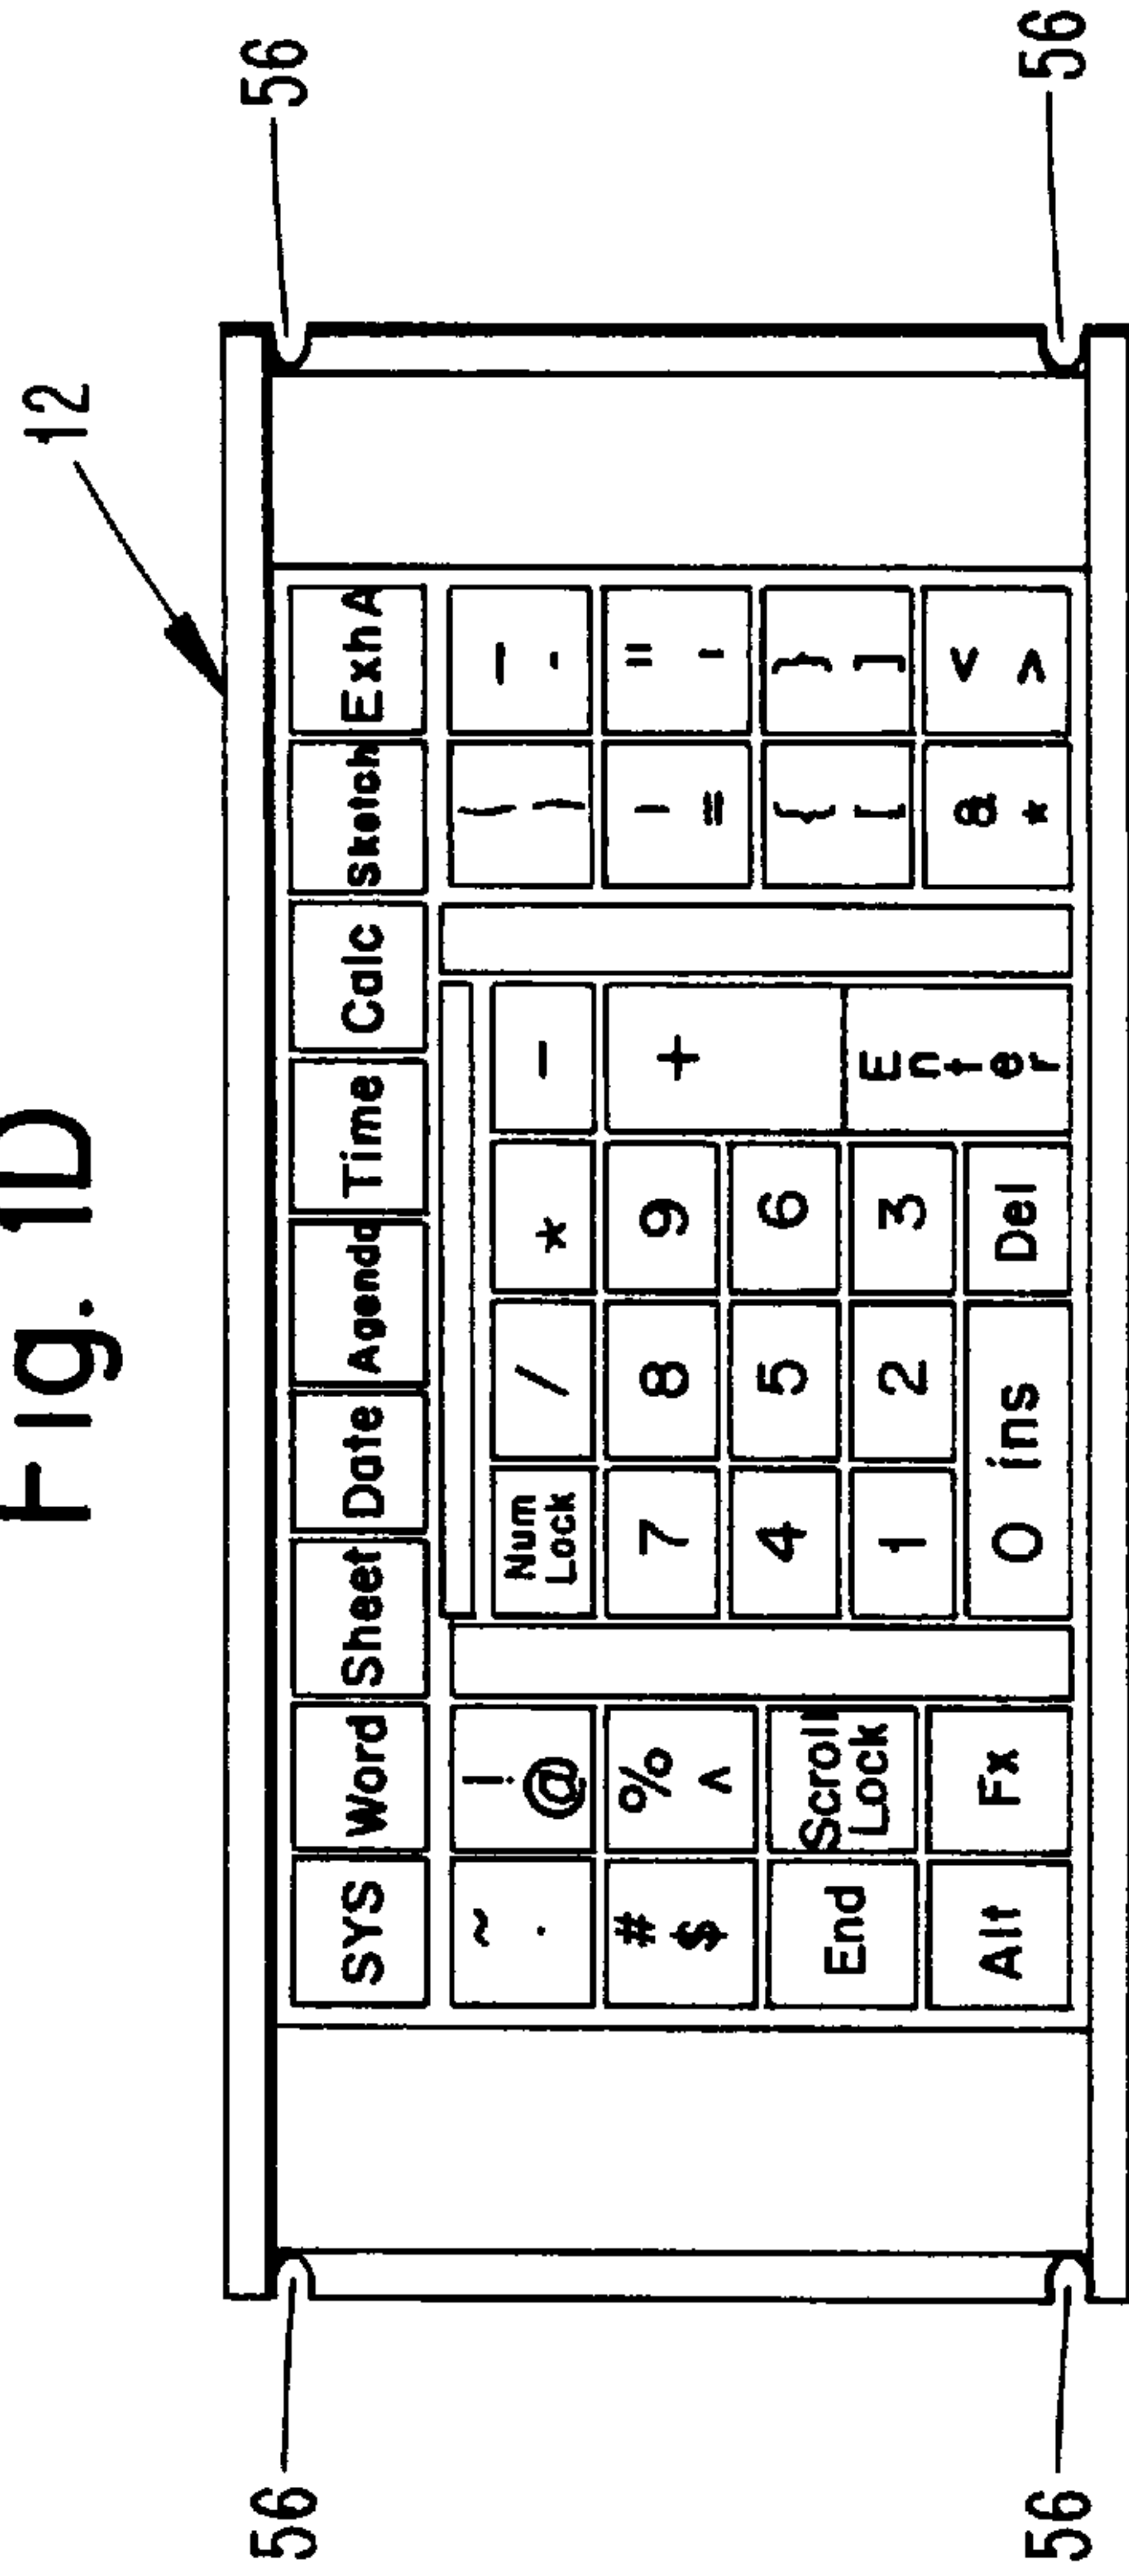 Fig. 1D
12
56
56
SYS Word Sheet Date Agenda Time Calc Sketch ExhA
~ . ! @ Num Lock / * - ( ) — -
# $ % ^ 7 8 9 + ' = " '
End Scroll Lock 4 5 6 { [ } ]
1 2 3 Enter
Alt Fx 0 ins Del & * < >
56
56